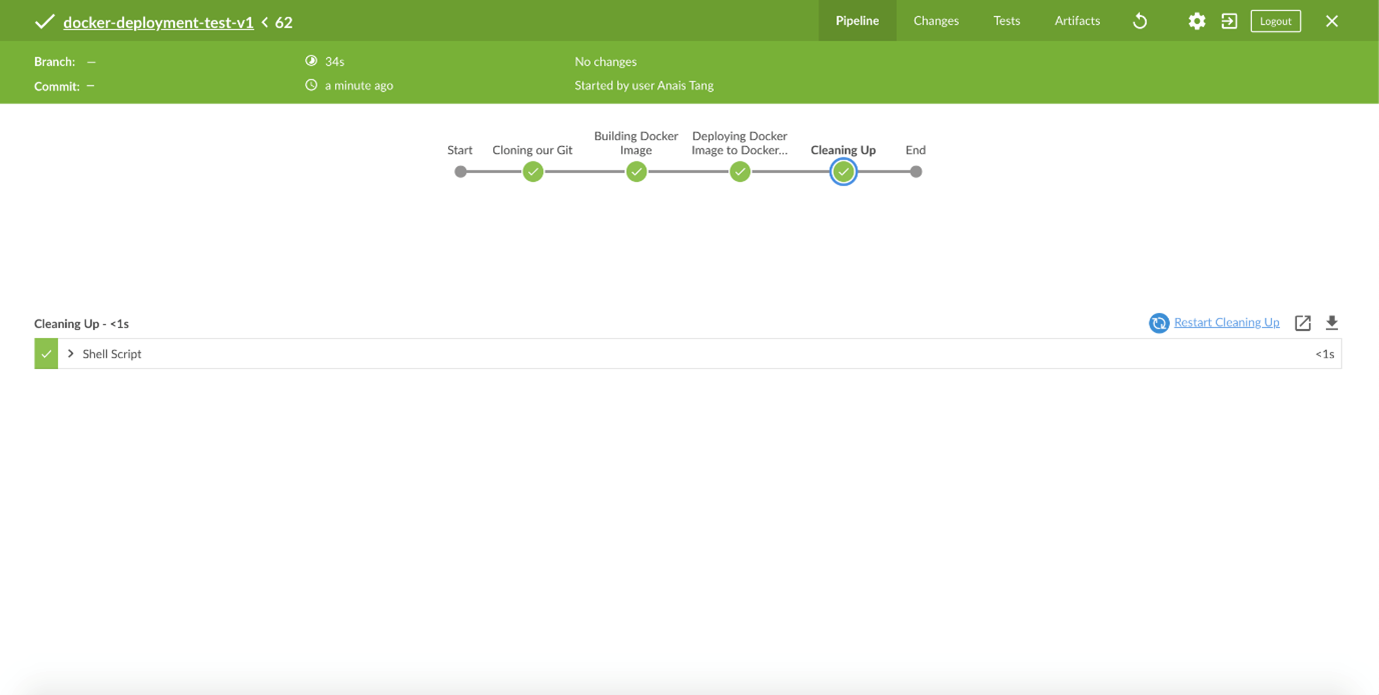 docker-deployment-test-v1 < 62
Pipeline
Changes
Tests
Artifacts
Logout
Branch: —
34s
No changes
Commit: —
a minute ago
Started by user Anais Tang
Start
Cloning our Git
Building Docker
Image
Deploying Docker
Image to Docker...
Cleaning Up
End
Cleaning Up - <1s
Restart Cleaning Up
Shell Script
<1s